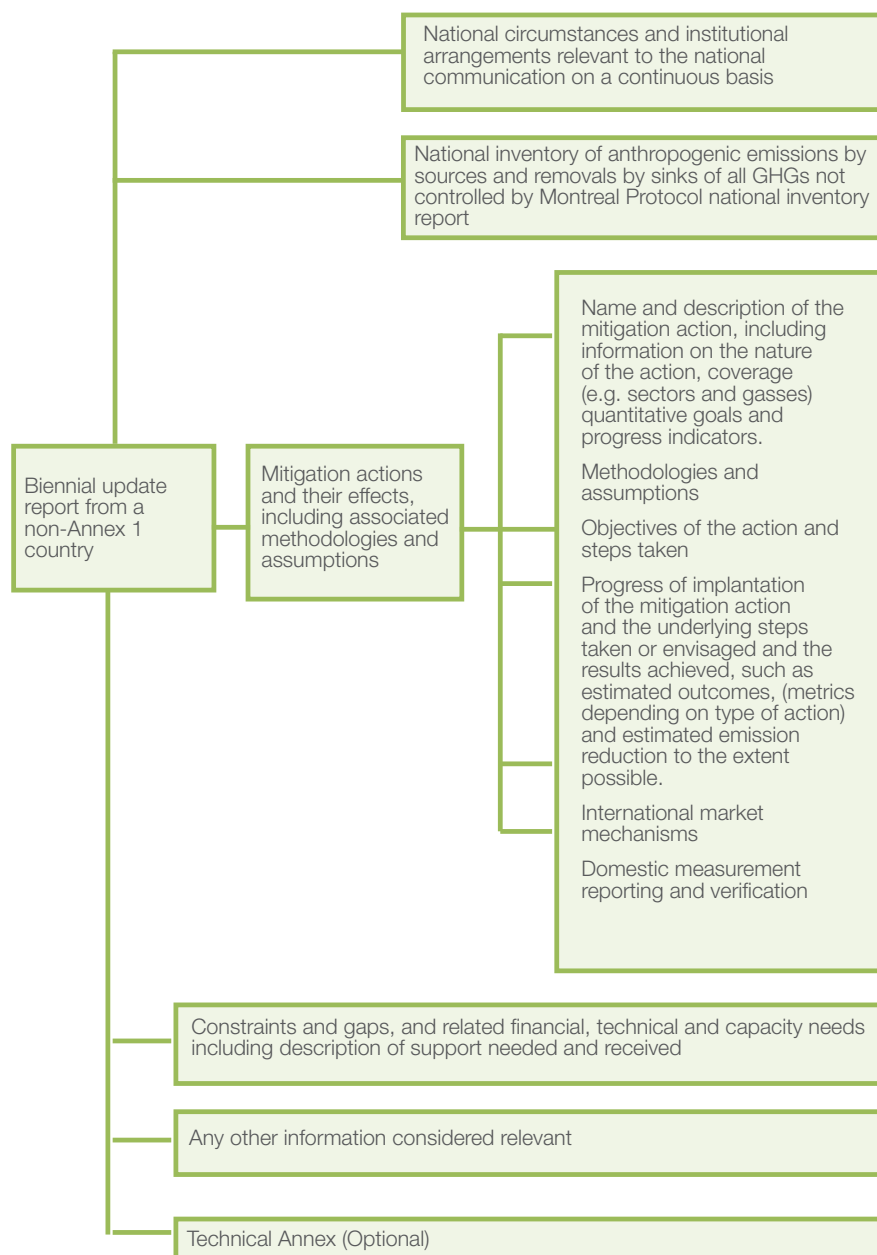 National circumstances and institutional
arrangements relevant to the national
communication on a continuous basis
National inventory of anthropogenic emissions by
sources and removals by sinks of all GHGs not
controlled by Montreal Protocol national inventory
report
Biennial update
report from a
non-Annex 1
country
Mitigation actions
and their effects,
including associated
methodologies and
assumptions
Name and description of the
mitigation action, including
information on the nature
of the action, coverage
(e.g. sectors and gasses)
quantitative goals and
progress indicators.
Methodologies and
assumptions
Objectives of the action and
steps taken
Progress of implantation
of the mitigation action
and the underlying steps
taken or envisaged and the
results achieved, such as
estimated outcomes, (metrics
depending on type of action)
and estimated emission
reduction to the extent
possible.
International market
mechanisms
Domestic measurement
reporting and verification
Constraints and gaps, and related financial, technical and capacity needs
including description of support needed and received
Any other information considered relevant
Technical Annex (Optional)